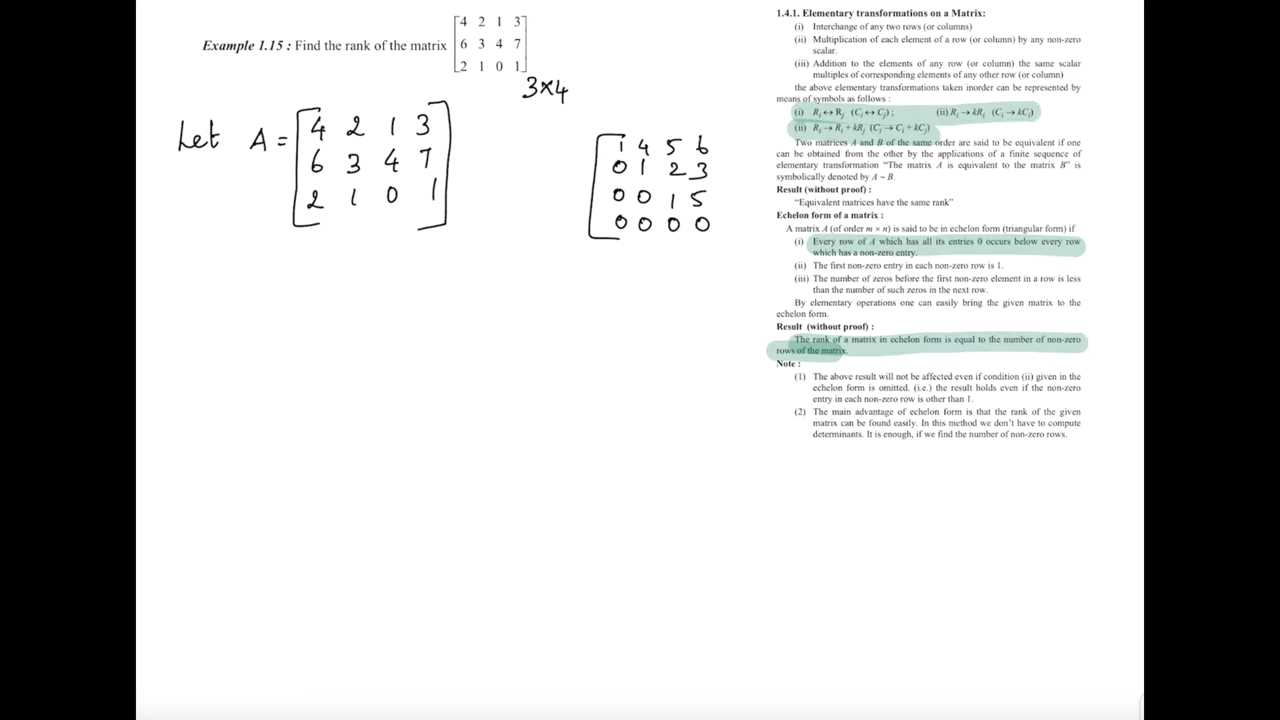 Example 1.15 : Find the rank of the matrix
4 2 1 3
6 3 4 7
2 1 0 1
3×4
Let A =
4 2 1 3
6 3 4 7
2 1 0 1
1 4 5 6
0 1 2 3
0 0 1 5
0 0 0 0
1.4.1. Elementary transformations on a Matrix:
(i) Interchange of any two rows (or columns)
(ii) Multiplication of each element of a row (or column) by any non-zero
scalar.
(iii) Addition to the elements of any row (or column) the same scalar
multiples of corresponding elements of any other row (or column)
the above elementary transformations taken inorder can be represented by
means of symbols as follows :
(i) Ri ↔ Rj (Ci ↔ Cj) ; (ii) Ri → kRi (Ci → kCi)
(ii) Ri → Ri + kRj (Ci → Ci + kCj)
Two matrices A and B of the same order are said to be equivalent if one
can be obtained from the other by the applications of a finite sequence of
elementary transformation “The matrix A is equivalent to the matrix B” is
symbolically denoted by A ~ B.
Result (without proof) :
“Equivalent matrices have the same rank”
Echelon form of a matrix :
A matrix A (of order m × n) is said to be in echelon form (triangular form) if
(i) Every row of A which has all its entries 0 occurs below every row
which has a non-zero entry.
(ii) The first non-zero entry in each non-zero row is 1.
(iii) The number of zeros before the first non-zero element in a row is less
than the number of such zeros in the next row.
By elementary operations one can easily bring the given matrix to the
echelon form.
Result (without proof) :
The rank of a matrix in echelon form is equal to the number of non-zero
rows of the matrix.
Note :
(1) The above result will not be affected even if condition (ii) given in the
echelon form is omitted. (i.e.) the result holds even if the non-zero
entry in each non-zero row is other than 1.
(2) The main advantage of echelon form is that the rank of the given
matrix can be found easily. In this method we don’t have to compute
determinants. It is enough, if we find the number of non-zero rows.